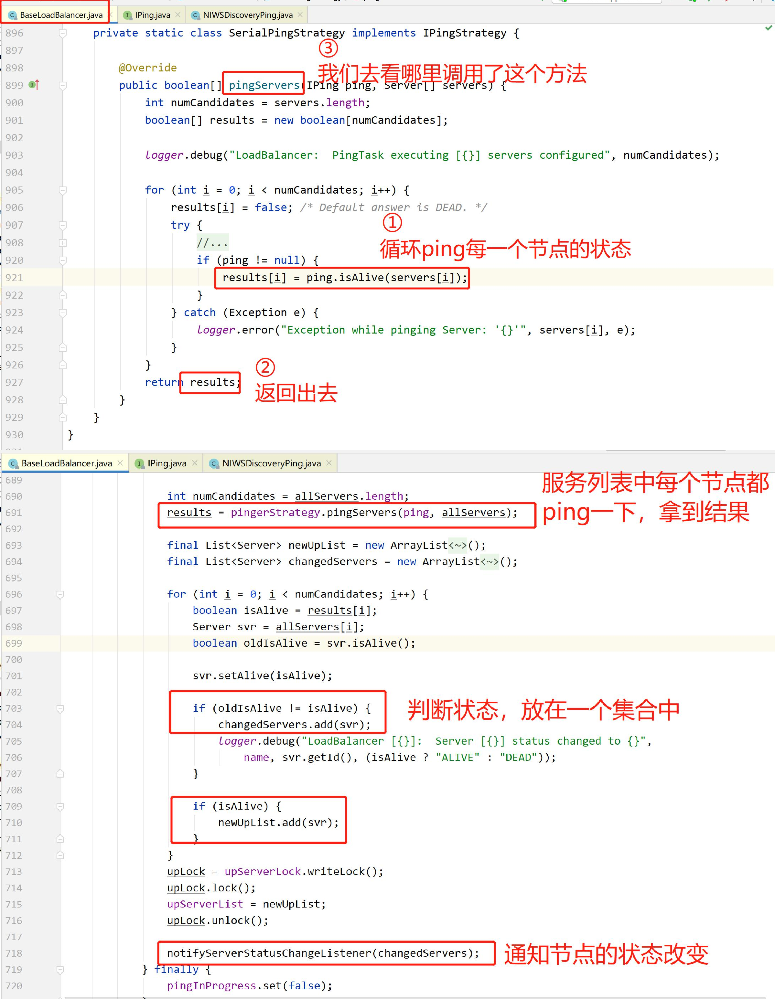 BaseLoadBalancer.java IPing.java NIWSDiscoveryPing.java
896 private static class SerialPingStrategy implements IPingStrategy {
897 ③
898 @Override 我们去看哪里调用了这个方法
899 public boolean[] pingServers(IPing ping, Server[] servers) {
900 int numCandidates = servers.length;
901 boolean[] results = new boolean[numCandidates];
902
903 logger.debug("LoadBalancer:  PingTask executing [{}] servers configured", numCandidates);
904
905 for (int i = 0; i < numCandidates; i++) {
906 results[i] = false; /* Default answer is DEAD. */
907 try { ①
908 //... 循环ping每一个节点的状态
920 if (ping != null) {
921 results[i] = ping.isAlive(servers[i]);
922 }
923 } catch (Exception e) {
924 logger.error("Exception while pinging Server: '{}'", servers[i], e);
925 }
926 } ②
927 return results; 返回出去
928 }
929 }
930 }
BaseLoadBalancer.java IPing.java NIWSDiscoveryPing.java
689 服务列表中每个节点都
690 int numCandidates = allServers.length;
691 results = pingerStrategy.pingServers(ping, allServers); ping一下，拿到结果
692
693 final List<Server> newUpList = new ArrayList<~>();
694 final List<Server> changedServers = new ArrayList<~>();
695
696 for (int i = 0; i < numCandidates; i++) {
697 boolean isAlive = results[i];
698 Server svr = allServers[i];
699 boolean oldIsAlive = svr.isAlive();
700
701 svr.setAlive(isAlive);
702
703 if (oldIsAlive != isAlive) { 判断状态，放在一个集合中
704 changedServers.add(svr);
705 logger.debug("LoadBalancer [{}]:  Server [{}] status changed to {}",
706 name, svr.getId(), (isAlive ? "ALIVE" : "DEAD"));
707 }
708
709 if (isAlive) {
710 newUpList.add(svr);
711 }
712 }
713 upLock = upServerLock.writeLock();
714 upLock.lock();
715 upServerList = newUpList;
716 upLock.unlock();
717
718 notifyServerStatusChangeListener(changedServers); 通知节点的状态改变
719 } finally {
720 pingInProgress.set(false);